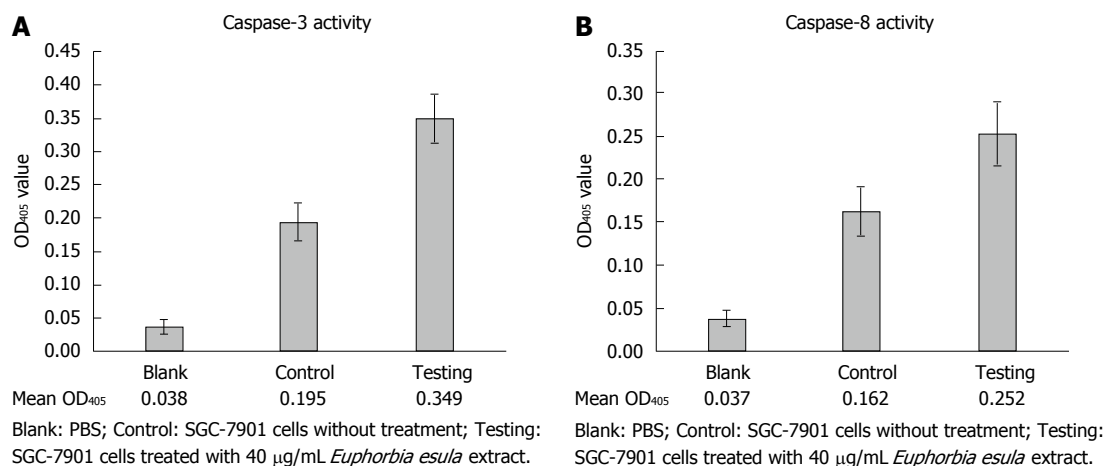 A
Caspase-3 activity
0.45
0.40
0.35
0.30
0.25
0.20
0.15
0.10
0.05
0.00
OD₄₀₅ value
Blank Control Testing
Mean OD₄₀₅ 0.038 0.195 0.349
Blank: PBS; Control: SGC-7901 cells without treatment; Testing:
SGC-7901 cells treated with 40 μg/mL Euphorbia esula extract.
B
Caspase-8 activity
0.35
0.30
0.25
0.20
0.15
0.10
0.05
0.00
OD₄₀₅ value
Blank Control Testing
Mean OD₄₀₅ 0.037 0.162 0.252
Blank: PBS; Control: SGC-7901 cells without treatment; Testing:
SGC-7901 cells treated with 40 μg/mL Euphorbia esula extract.